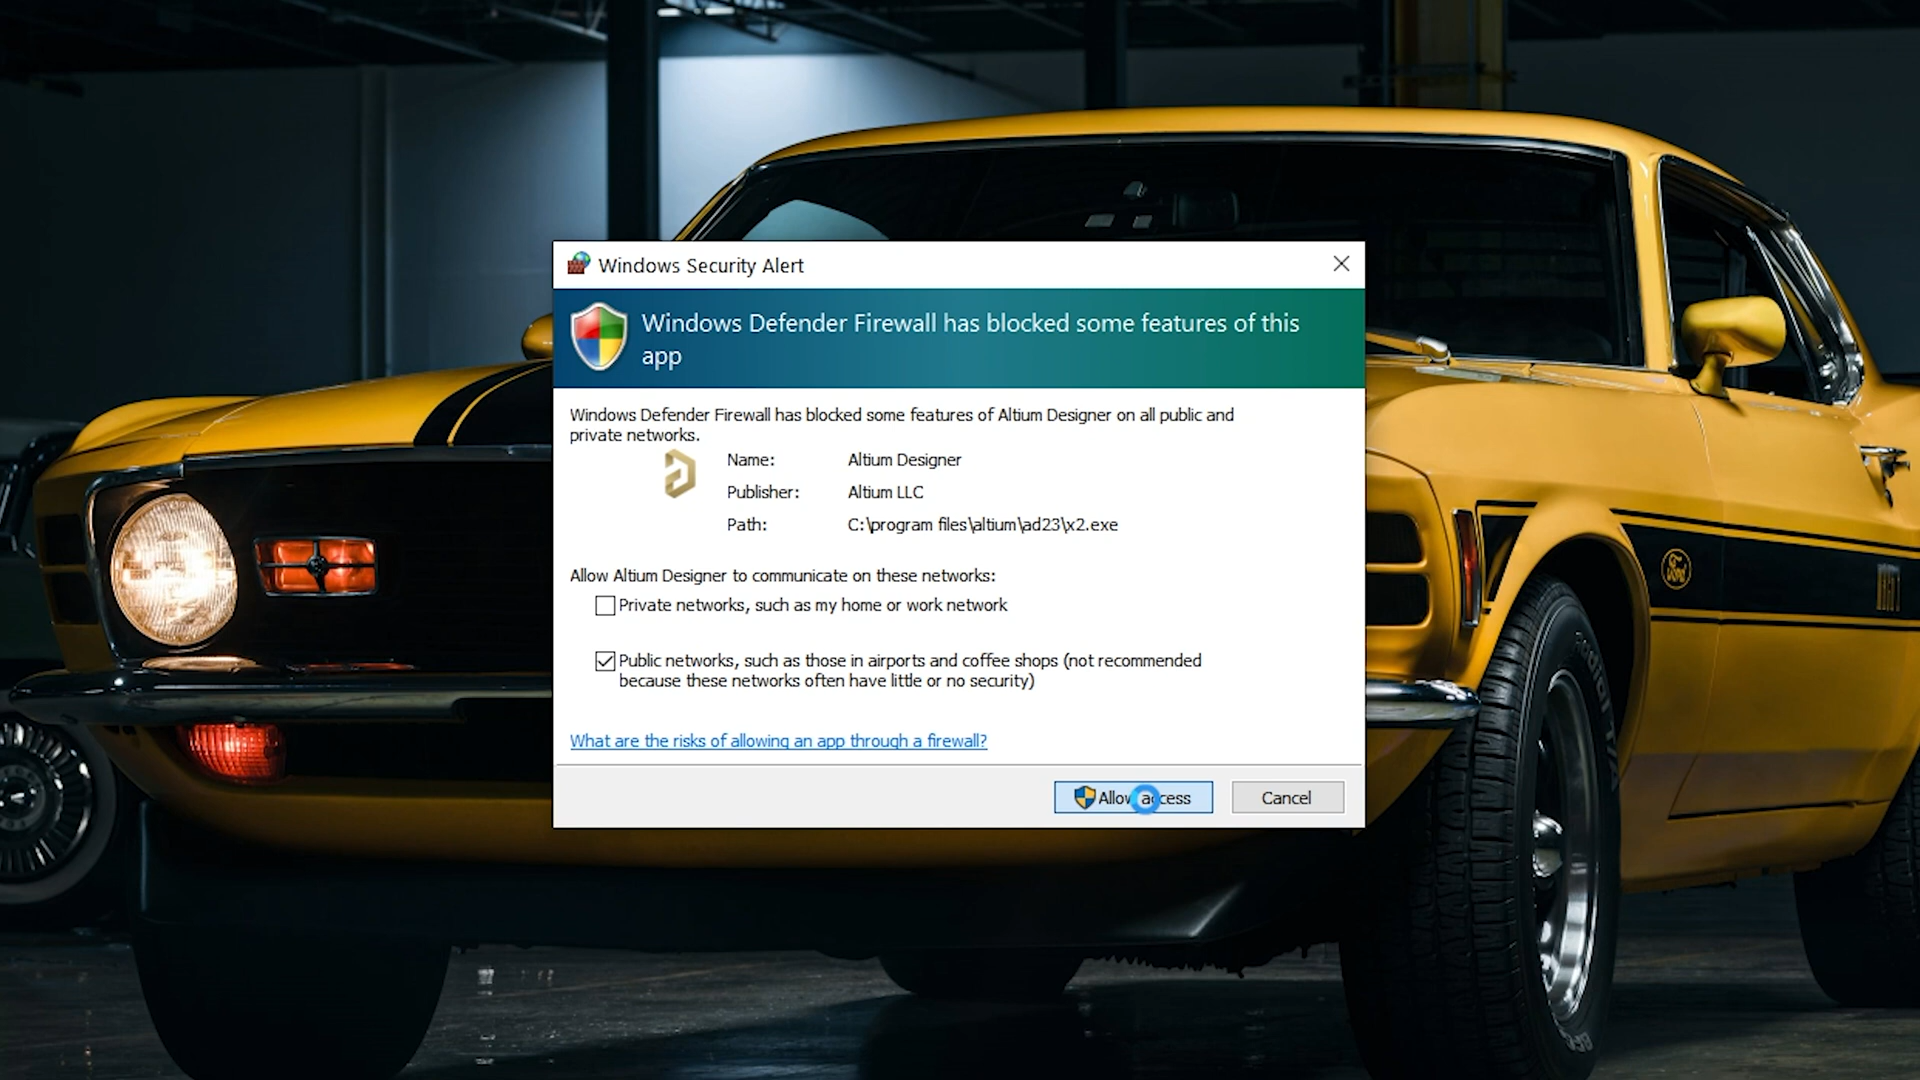 Windows Security Alert
Windows Defender Firewall has blocked some features of this
app
Windows Defender Firewall has blocked some features of Altium Designer on all public and
private networks.
Name: Altium Designer
Publisher: Altium LLC
Path: C:\program files\altium\ad23\x2.exe
Allow Altium Designer to communicate on these networks:
Private networks, such as my home or work network
Public networks, such as those in airports and coffee shops (not recommended
because these networks often have little or no security)
What are the risks of allowing an app through a firewall?
Allow access Cancel
Ford